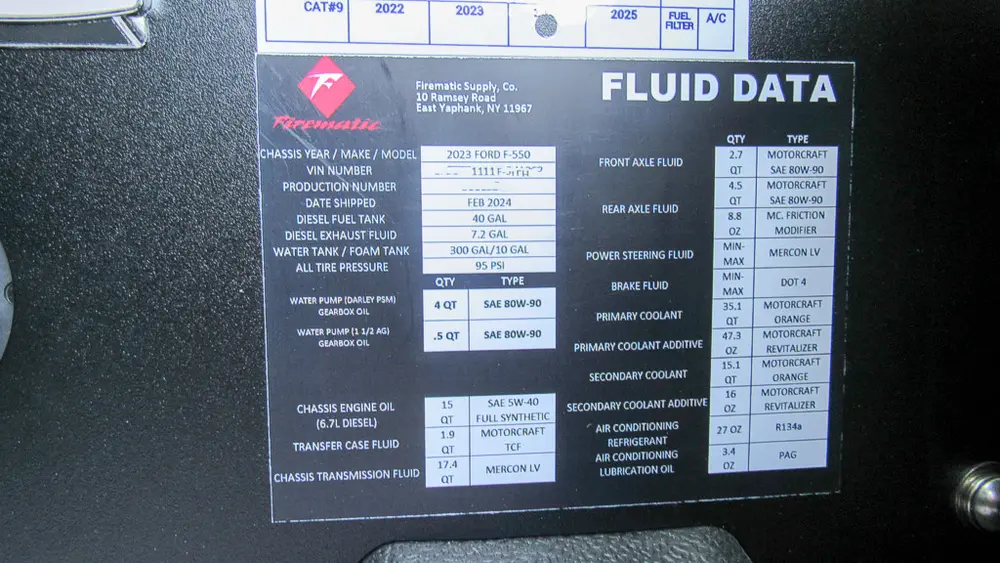 CAT#9 2022 2023 2025 FUEL FILTER A/C
Firematic
Firematic Supply, Co.
10 Ramsey Road
East Yaphank, NY 11967
FLUID DATA
CHASSIS YEAR / MAKE / MODEL 2023 FORD F-550
VIN NUMBER
PRODUCTION NUMBER
DATE SHIPPED FEB 2024
DIESEL FUEL TANK 40 GAL
DIESEL EXHAUST FLUID 7.2 GAL
WATER TANK / FOAM TANK 300 GAL/10 GAL
ALL TIRE PRESSURE 95 PSI
QTY TYPE
WATER PUMP (DARLEY PSM) GEARBOX OIL 4 QT SAE 80W-90
WATER PUMP (1 1/2 AG) GEARBOX OIL .5 QT SAE 80W-90
CHASSIS ENGINE OIL (6.7L DIESEL) 15 QT SAE 5W-40 FULL SYNTHETIC
TRANSFER CASE FLUID 1.9 QT MOTORCRAFT TCF
CHASSIS TRANSMISSION FLUID 17.4 QT MERCON LV
QTY TYPE
FRONT AXLE FLUID 2.7 QT MOTORCRAFT SAE 80W-90
REAR AXLE FLUID 4.5 QT MOTORCRAFT SAE 80W-90
8.8 OZ MC. FRICTION MODIFIER
POWER STEERING FLUID MIN-MAX MERCON LV
BRAKE FLUID MIN-MAX DOT 4
PRIMARY COOLANT 35.1 QT MOTORCRAFT ORANGE
PRIMARY COOLANT ADDITIVE 47.3 OZ MOTORCRAFT REVITALIZER
SECONDARY COOLANT 15.1 QT MOTORCRAFT ORANGE
SECONDARY COOLANT ADDITIVE 16 OZ MOTORCRAFT REVITALIZER
AIR CONDITIONING REFRIGERANT 27 OZ R134a
AIR CONDITIONING LUBRICATION OIL 3.4 OZ PAG